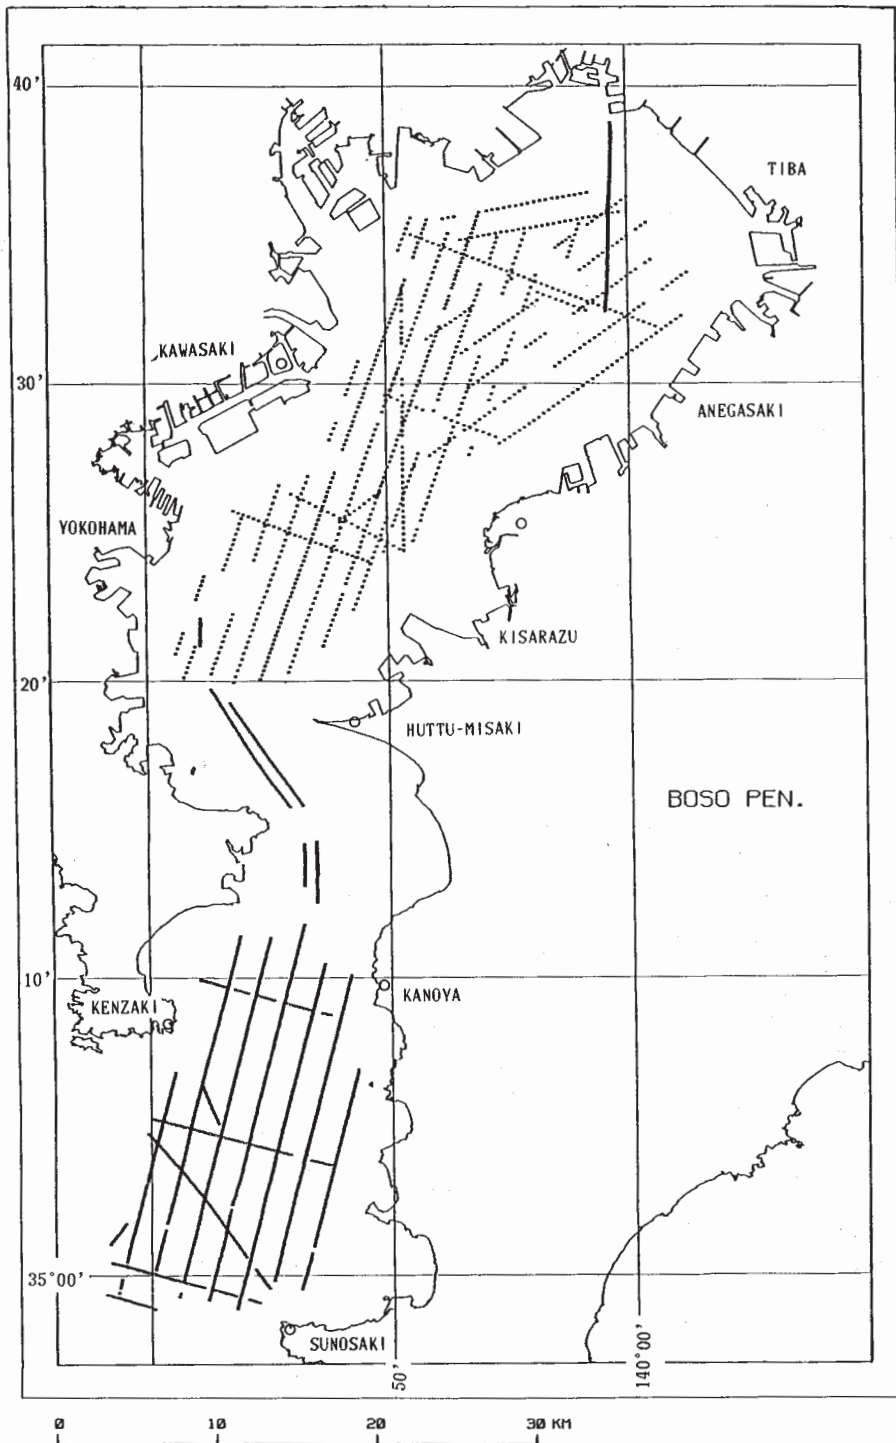 40'
TIBA
KAWASAKI
30'
ANEGASAKI
YOKOHAMA
KISARAZU
20'
HUTTU-MISAKI
BOSO PEN.
10'
KANOYA
KENZAKI
35°00'
SUNOSAKI
50'
140°00'
0 10 20 30 KM